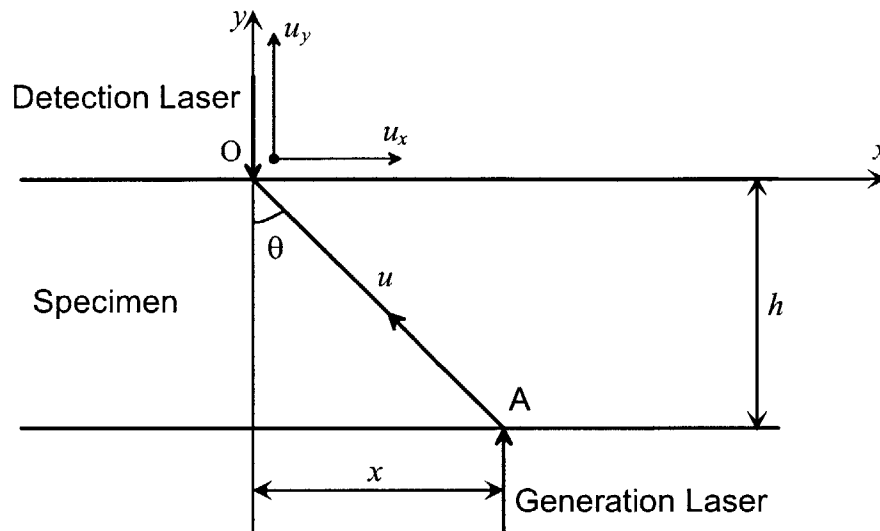 y
u_y
Detection Laser
u_x
O
x
θ
u
Specimen
h
A
x
Generation Laser